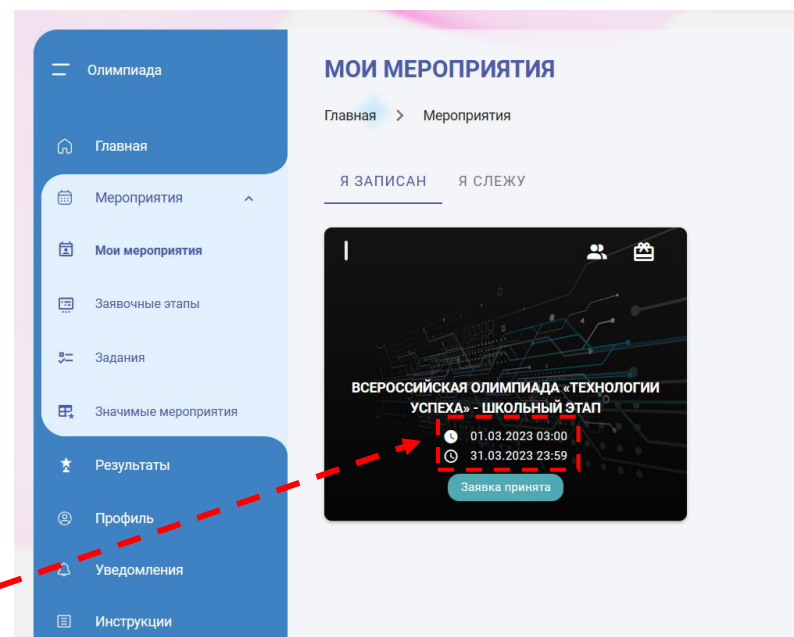 Олимпиада
Главная
Мероприятия
Мои мероприятия
Заявочные этапы
Задания
Значимые мероприятия
Результаты
Профиль
Уведомления
Инструкции
МОИ МЕРОПРИЯТИЯ
Главная > Мероприятия
Я ЗАПИСАН Я СЛЕЖУ
ВСЕРОССИЙСКАЯ ОЛИМПИАДА «ТЕХНОЛОГИИ
УСПЕХА» - ШКОЛЬНЫЙ ЭТАП
01.03.2023 03:00
31.03.2023 23:59
Заявка принята